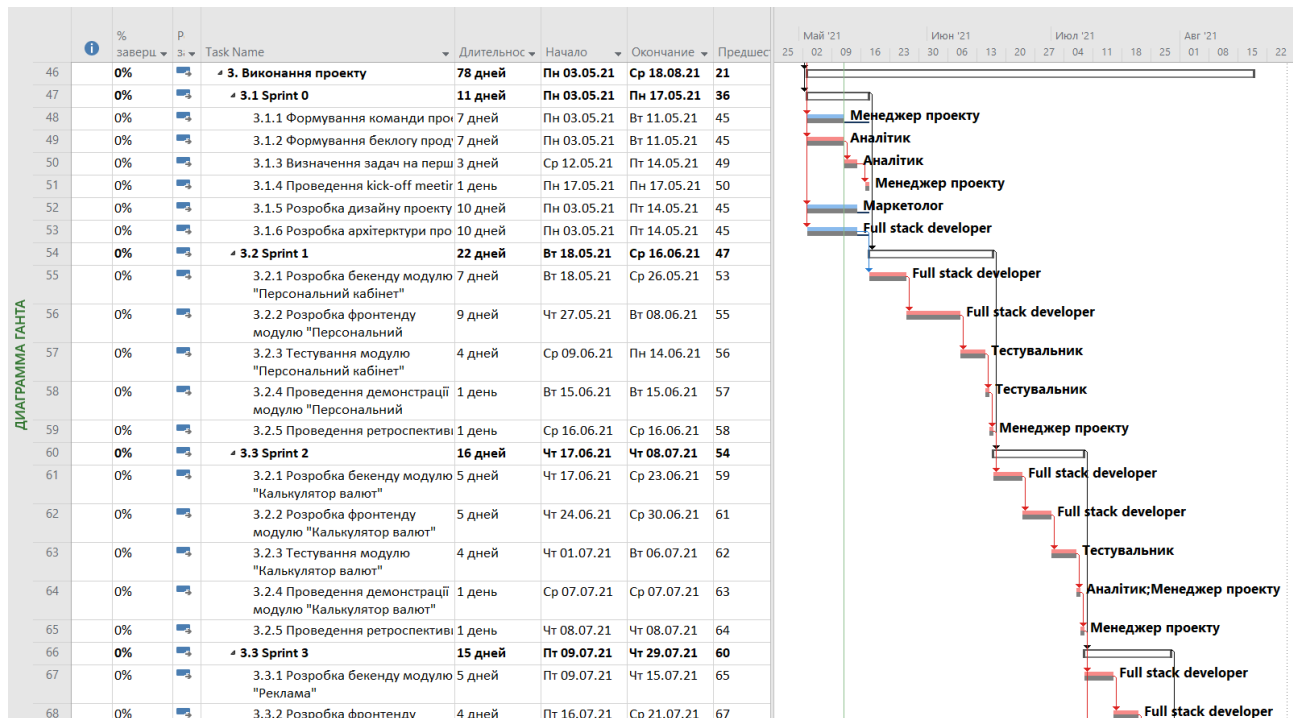 % Р Май '21 Июн '21 Июл '21 Авг '21
заверш з. Task Name Длительнос Начало Окончание Предшест 25 02 09 16 23 30 06 13 20 27 04 11 18 25 01 08 15 22
46 0% 3. Виконання проекту 78 дней Пн 03.05.21 Ср 18.08.21 21
47 0% 3.1 Sprint 0 11 дней Пн 03.05.21 Пн 17.05.21 36
48 0% 3.1.1 Формування команди проє 7 дней Пн 03.05.21 Вт 11.05.21 45 Менеджер проекту
49 0% 3.1.2 Формування беклогу проду 7 дней Пн 03.05.21 Вт 11.05.21 45 Аналітик
50 0% 3.1.3 Визначення задач на перш 3 дней Ср 12.05.21 Пт 14.05.21 49 Аналітик
51 0% 3.1.4 Проведення kick-off meetin 1 день Пн 17.05.21 Пн 17.05.21 50 Менеджер проекту
52 0% 3.1.5 Розробка дизайну проекту 10 дней Пн 03.05.21 Пт 14.05.21 45 Маркетолог
53 0% 3.1.6 Розробка архітерктури про 10 дней Пн 03.05.21 Пт 14.05.21 45 Full stack developer
54 0% 3.2 Sprint 1 22 дней Вт 18.05.21 Ср 16.06.21 47
55 0% 3.2.1 Розробка бекенду модулю 7 дней Вт 18.05.21 Ср 26.05.21 53 Full stack developer
"Персональний кабінет"
56 0% 3.2.2 Розробка фронтенду 9 дней Чт 27.05.21 Вт 08.06.21 55 Full stack developer
модулю "Персональний
57 0% 3.2.3 Тестування модулю 4 дней Ср 09.06.21 Пн 14.06.21 56 Тестувальник
"Персональний кабінет"
58 0% 3.2.4 Проведення демонстрації 1 день Вт 15.06.21 Вт 15.06.21 57 Тестувальник
модулю "Персональний
59 0% 3.2.5 Проведення ретроспективи 1 день Ср 16.06.21 Ср 16.06.21 58 Менеджер проекту
60 0% 3.3 Sprint 2 16 дней Чт 17.06.21 Чт 08.07.21 54
61 0% 3.2.1 Розробка бекенду модулю 5 дней Чт 17.06.21 Ср 23.06.21 59 Full stack developer
"Калькулятор валют"
62 0% 3.2.2 Розробка фронтенду 5 дней Чт 24.06.21 Ср 30.06.21 61 Full stack developer
модулю "Калькулятор валют"
63 0% 3.2.3 Тестування модулю 4 дней Чт 01.07.21 Вт 06.07.21 62 Тестувальник
"Калькулятор валют"
64 0% 3.2.4 Проведення демонстрації 1 день Ср 07.07.21 Ср 07.07.21 63 Аналітик;Менеджер проекту
модулю "Калькулятор валют"
65 0% 3.2.5 Проведення ретроспективи 1 день Чт 08.07.21 Чт 08.07.21 64 Менеджер проекту
66 0% 3.3 Sprint 3 15 дней Пт 09.07.21 Чт 29.07.21 60
67 0% 3.3.1 Розробка бекенду модулю 5 дней Пт 09.07.21 Чт 15.07.21 65 Full stack developer
"Реклама"
68 0% 3.3.2 Розробка фронтенду 4 дней Пт 16.07.21 Ср 21.07.21 67 Full stack developer
ДИАГРАММА ГАНТА